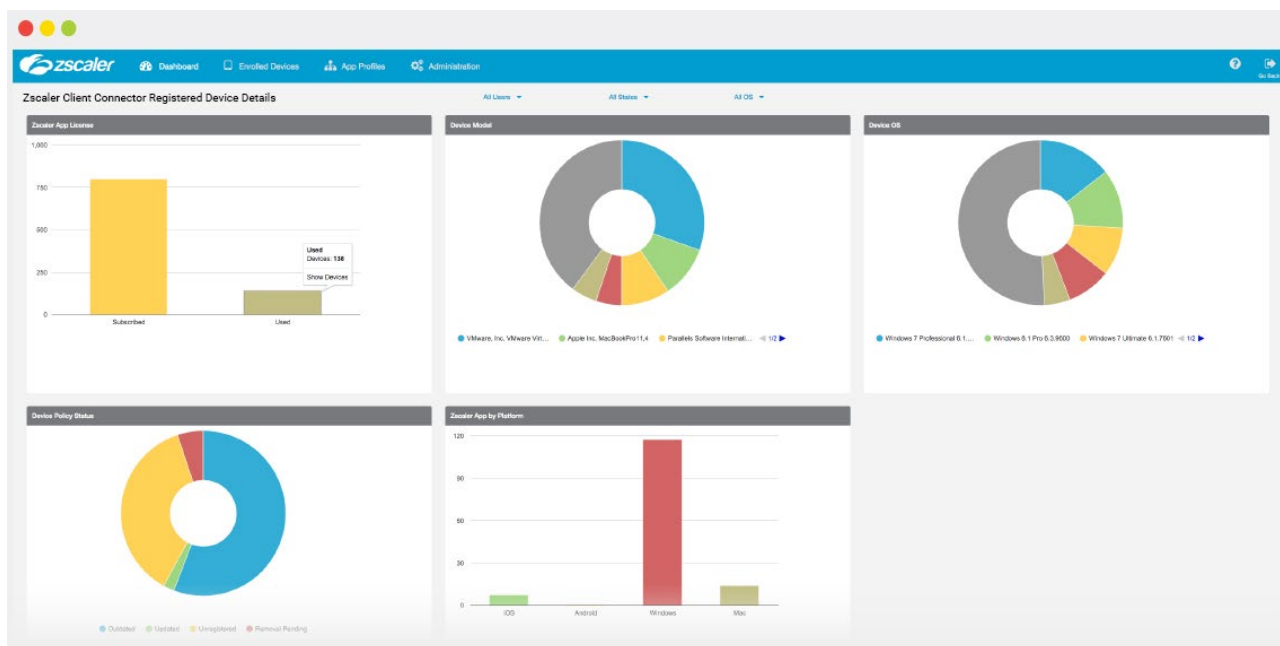 zscaler Dashboard Enrolled Devices App Profiles Administration
Go Back
Zscaler Client Connector Registered Device Details
All Users All Status All OS
Zscaler App License
1,000
750
500
250
0
Used
Devices: 138
Show Devices
Subscribed Used
Device Model
VMware, Inc. VMware Virt... Apple Inc. MacBookPro11,4 Parallels Software Internati... 1/2
Device OS
Windows 7 Professional 6.1.... Windows 8.1 Pro 6.3.9600 Windows 7 Ultimate 6.1.7601 1/2
Device Policy Status
Outdated Updated Unregistered Removal Pending
Zscaler App by Platform
120
90
60
30
0
iOS Android Windows Mac